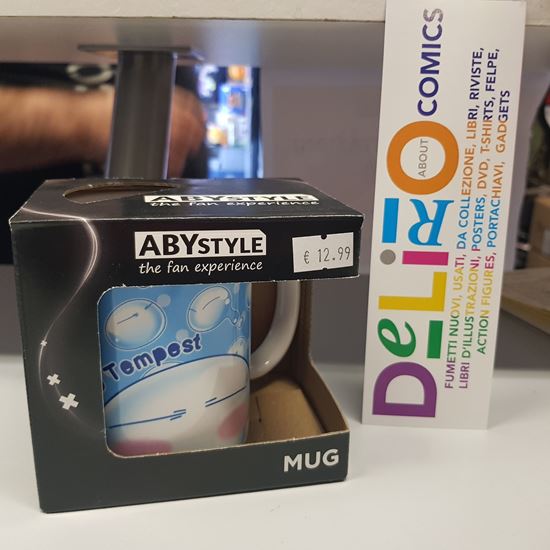 ABYSTYLE
the fan experience
ABYSTYLE
the fan experience
€ 12.99
Tempest
MUG
DeLiRiO
ABOUT
COMICS
FUMETTI NUOVI, USATI, DA COLLEZIONE, LIBRI, RIVISTE,
LIBRI D'ILLUSTRAZIONI, POSTERS, DVD, T-SHIRTS, FELPE,
ACTION FIGURES, PORTACHIAVI, GADGETS